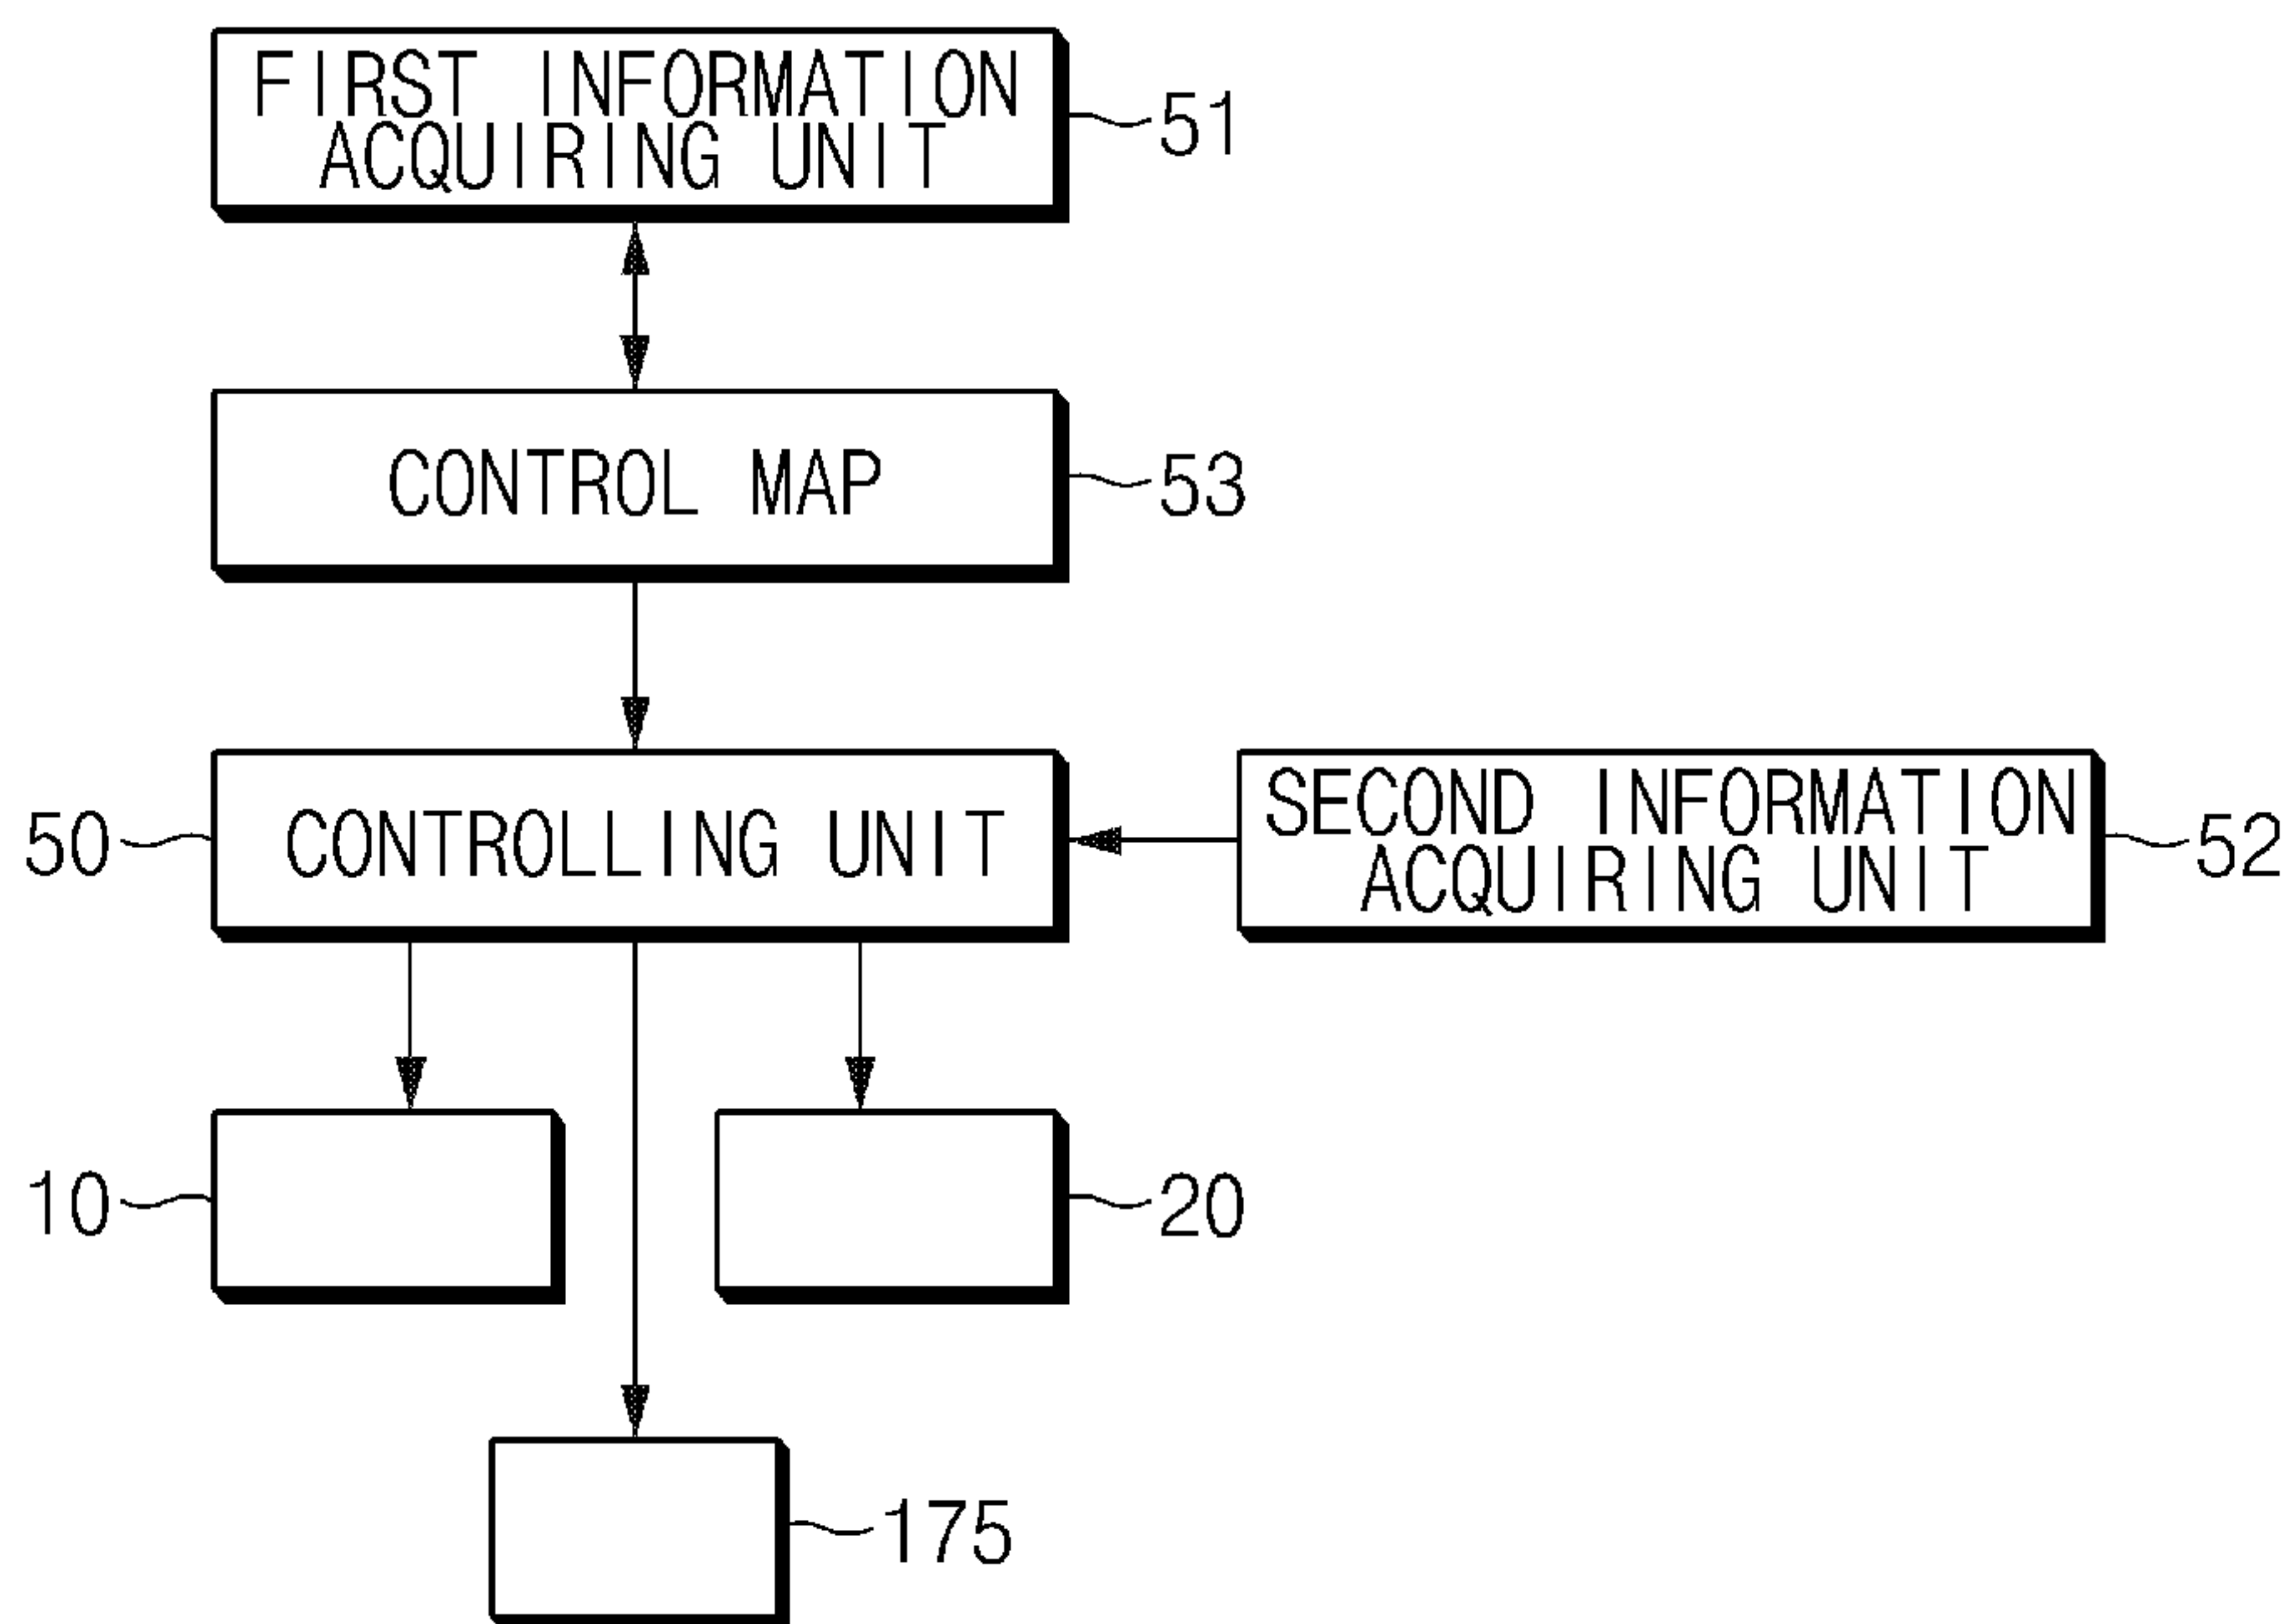 FIRST INFORMATION
ACQUIRING UNIT
51
CONTROL MAP
53
50
CONTROLLING UNIT
SECOND INFORMATION
ACQUIRING UNIT
52
10
20
175